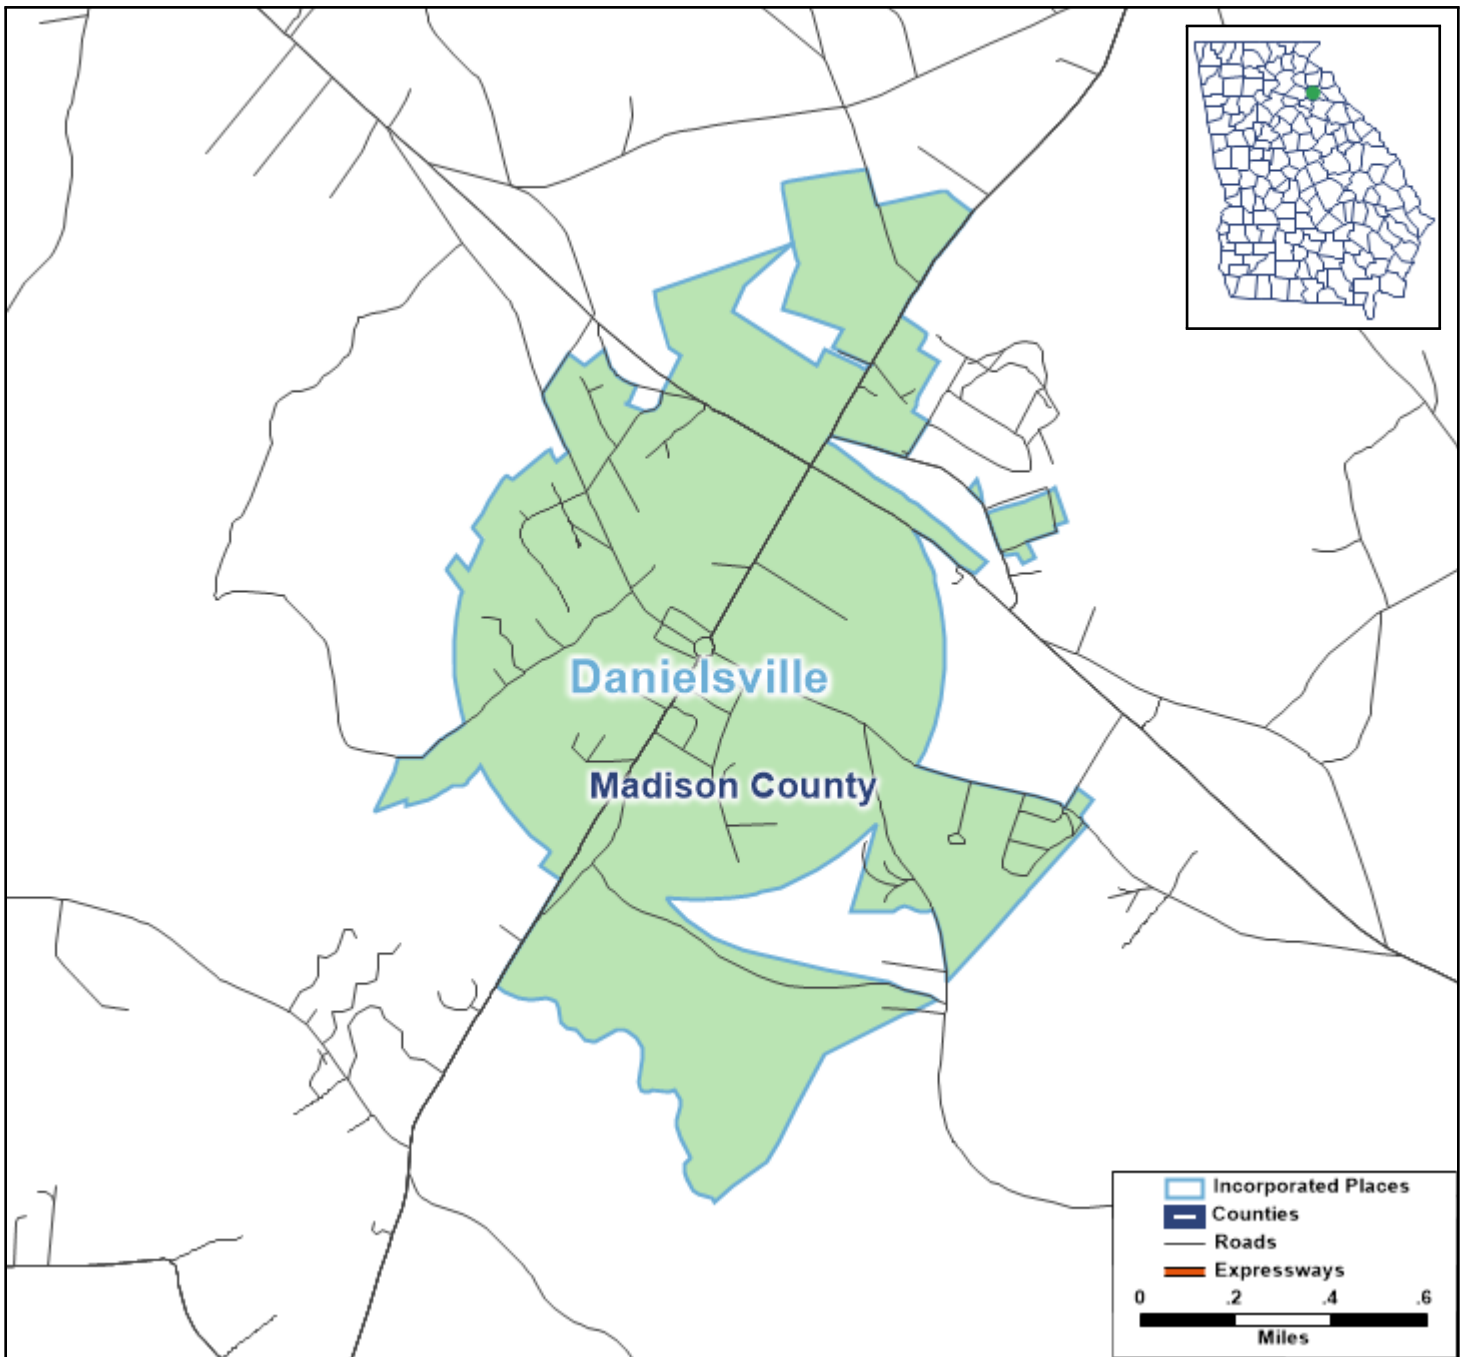 Danielsville
Madison County
Incorporated Places
Counties
Roads
Expressways
0 .2 .4 .6
Miles